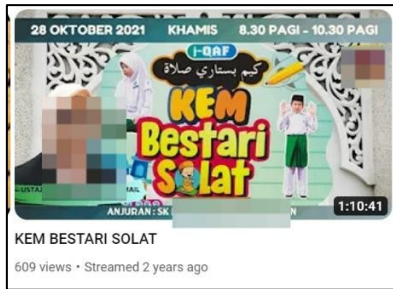 28 OKTOBER 2021 KHAMIS 8.30 PAGI - 10.30 PAGI
i-QAF
كيم بستاري صلاة
KEM
Bestari
Solat
ANJURAN : SK
1:10:41
KEM BESTARI SOLAT
609 views • Streamed 2 years ago